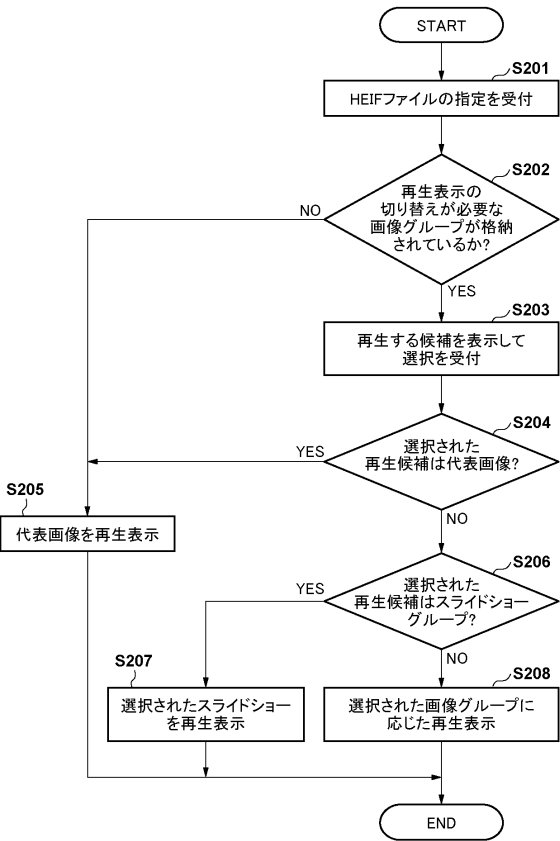 START
S201
HEIFファイルの指定を受付
S202
再生表示の
切り替えが必要な
画像グループが格納
されているか?
NO
YES
S203
再生する候補を表示して
選択を受付
S204
選択された
再生候補は代表画像?
YES
NO
S205
代表画像を再生表示
S206
選択された
再生候補はスライドショー
グループ?
YES
NO
S207
選択されたスライドショー
を再生表示
S208
選択された画像グループに
応じた再生表示
END